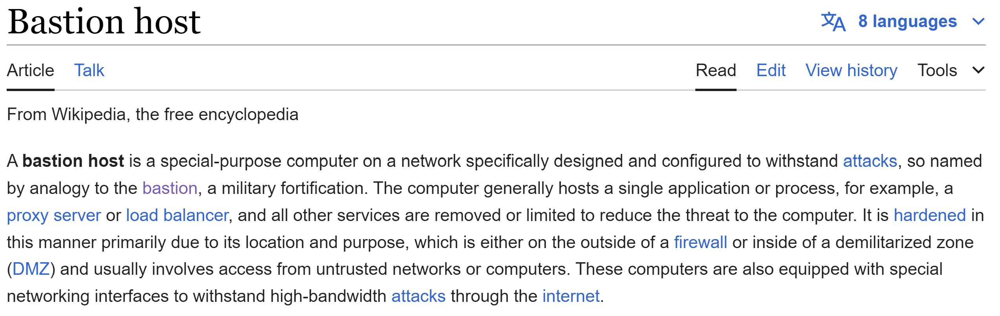 Bastion host
文A 8 languages
Article Talk Read Edit View history Tools
From Wikipedia, the free encyclopedia
A bastion host is a special-purpose computer on a network specifically designed and configured to withstand attacks, so named
by analogy to the bastion, a military fortification. The computer generally hosts a single application or process, for example, a
proxy server or load balancer, and all other services are removed or limited to reduce the threat to the computer. It is hardened in
this manner primarily due to its location and purpose, which is either on the outside of a firewall or inside of a demilitarized zone
(DMZ) and usually involves access from untrusted networks or computers. These computers are also equipped with special
networking interfaces to withstand high-bandwidth attacks through the internet.